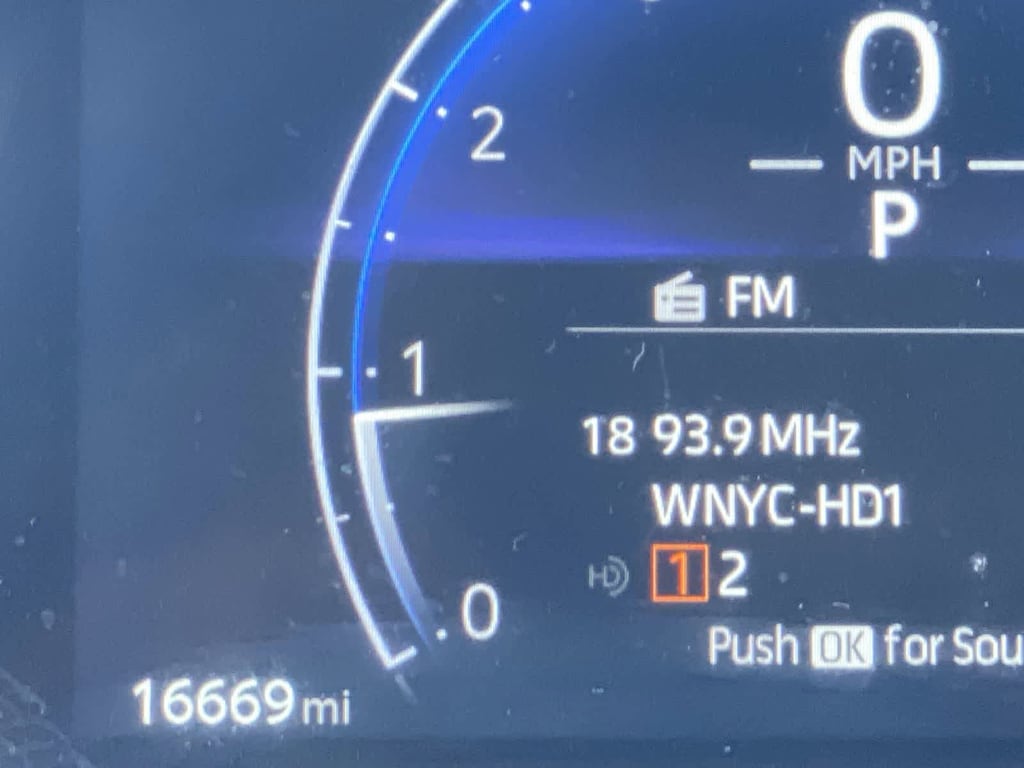 0
MPH
P
2
FM
1
18 93.9 MHz
WNYC-HD1
HD 1 2
0
Push OK for Sou
16669 mi